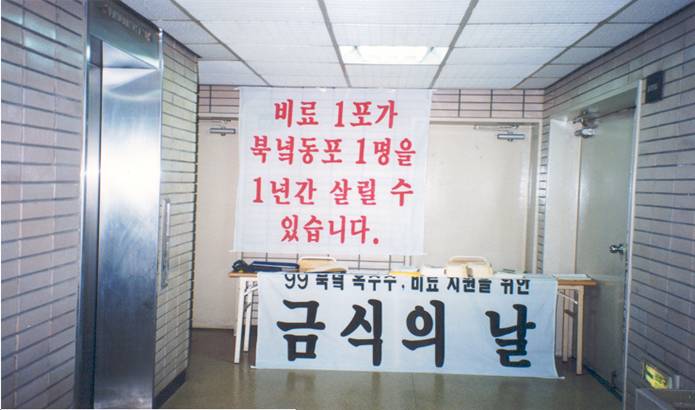 비료 1포가
북녘동포 1명을
1년간 살릴 수
있습니다.
99 북녘 옥수수, 비료 지원을 위한
금식의 날